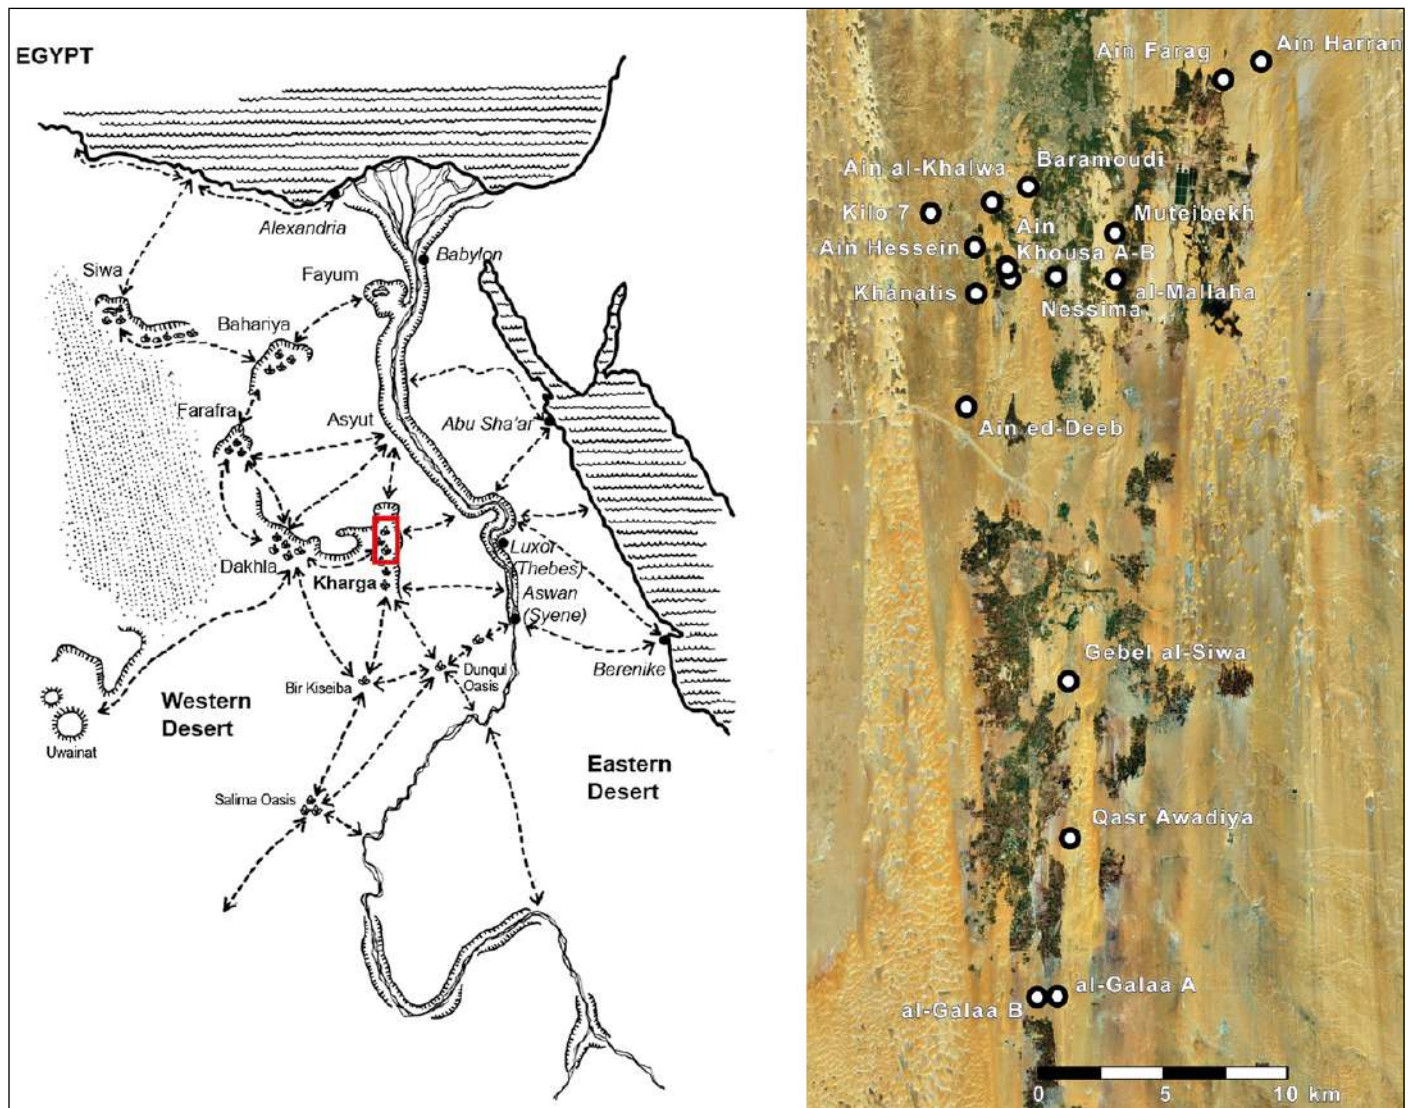 EGYPT
Alexandria
Babylon
Siwa
Fayum
Bahariya
Farafra
Asyut
Abu Sha'ar
Dakhla
Kharga
Luxor
(Thebes)
Aswan
(Syene)
Berenike
Dunqul
Oasis
Bir Kiseiba
Western
Desert
Uwainat
Eastern
Desert
Salima Oasis
Ain Farag
Ain Harran
Baramoudi
Ain al-Khalwa
Kilo 7
Muteibekh
Ain Hessein
Ain
Khousa A-B
Khanafis
al-Mallaha
Nessima
Ain ed-Deeb
Gebel al-Siwa
Qasr Awadiya
al-Galaa A
al-Galaa B
0 5 10 km